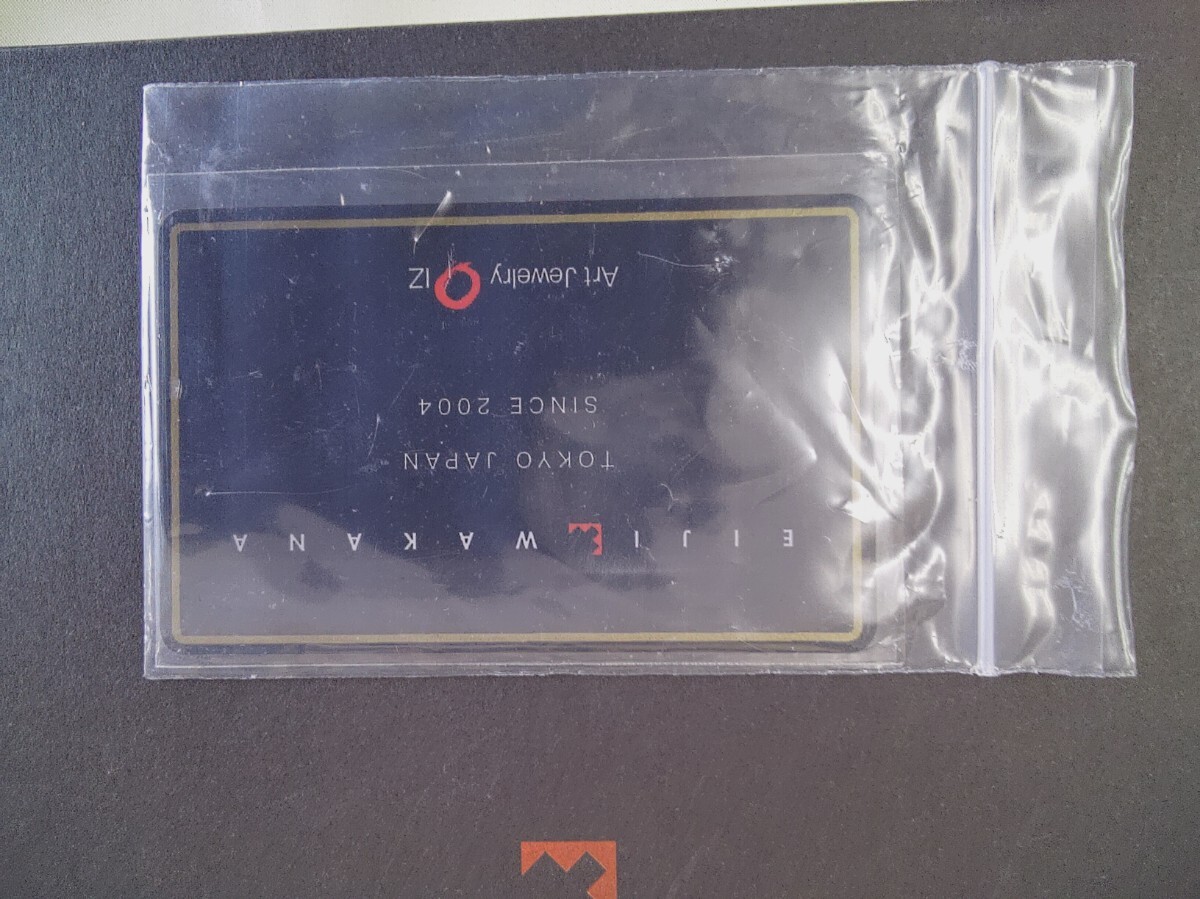 EIJI WAKANA
TOKYO JAPAN
SINCE 2004
Art Jewelry IZ